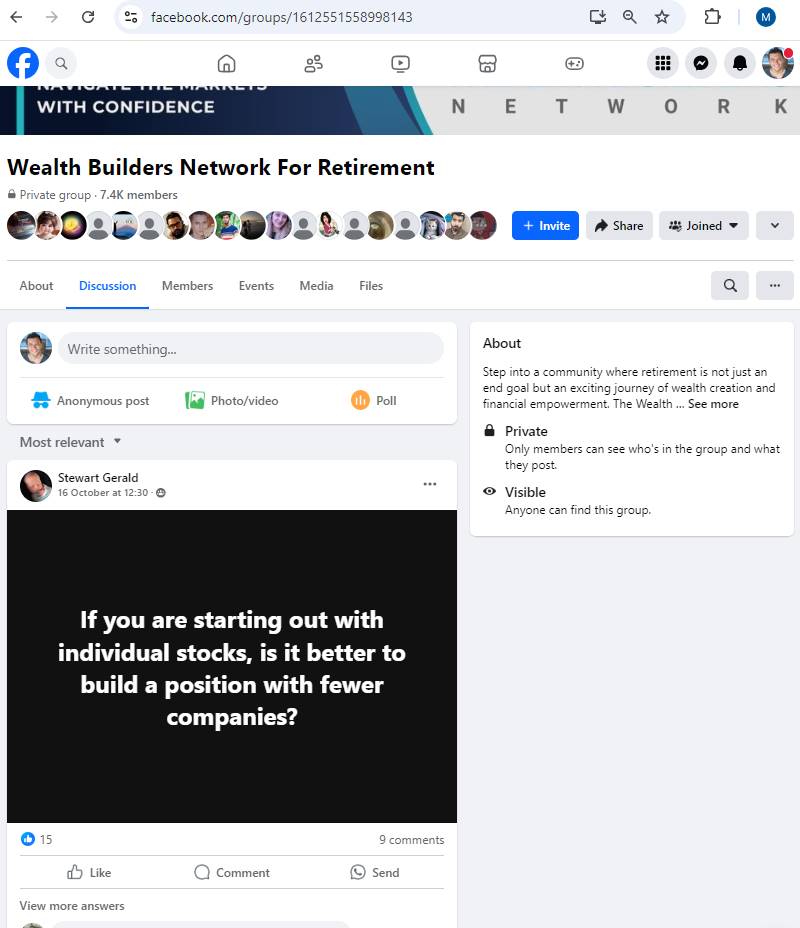 facebook.com/groups/1612551558998143
M
NAVIGATE THE MARKETS
WITH CONFIDENCE
N E T W O R K
Wealth Builders Network For Retirement
Private group · 7.4K members
+ Invite
Share
Joined
About
Discussion
Members
Events
Media
Files
Write something...
Anonymous post
Photo/video
Poll
Most relevant
Stewart Gerald
16 October at 12:30 ·
If you are starting out with
individual stocks, is it better to
build a position with fewer
companies?
15
9 comments
Like
Comment
Send
View more answers
About
Step into a community where retirement is not just an
end goal but an exciting journey of wealth creation and
financial empowerment. The Wealth ... See more
Private
Only members can see who's in the group and what
they post.
Visible
Anyone can find this group.